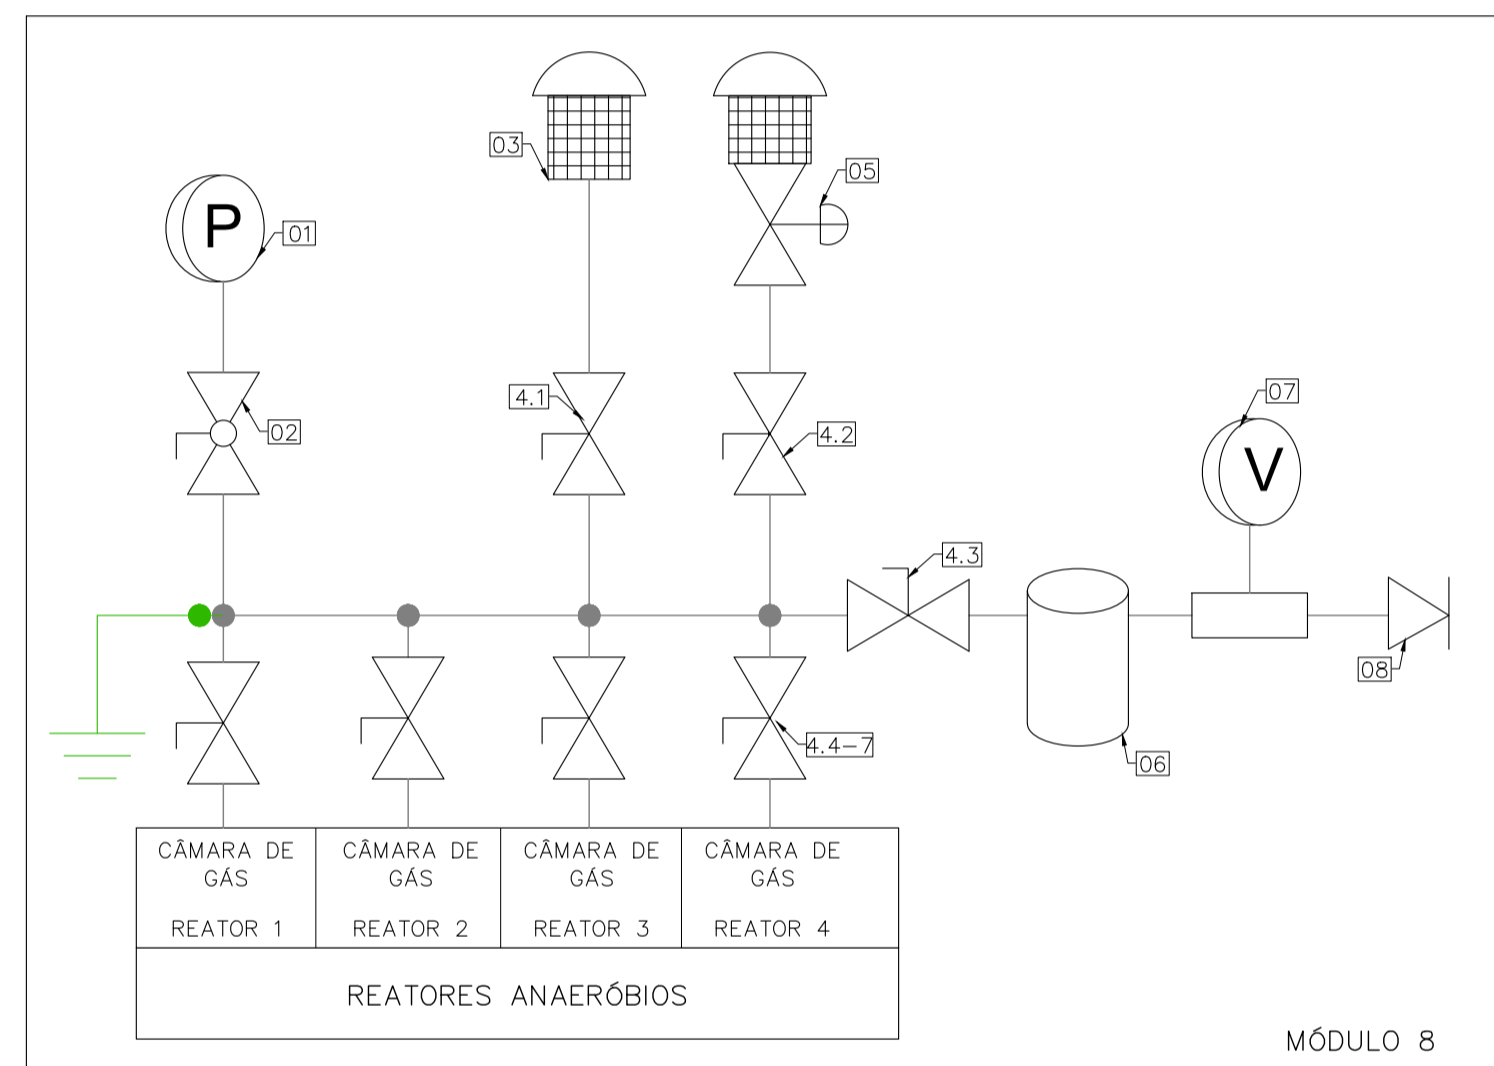 03
05
P
01
4.1
07
02
4.2
V
4.3
08
4.4-7
06
CÂMARA DE
GÁS
REATOR 1
CÂMARA DE
GÁS
REATOR 2
CÂMARA DE
GÁS
REATOR 3
CÂMARA DE
GÁS
REATOR 4
REATORES ANAERÓBIOS
MÓDULO 8